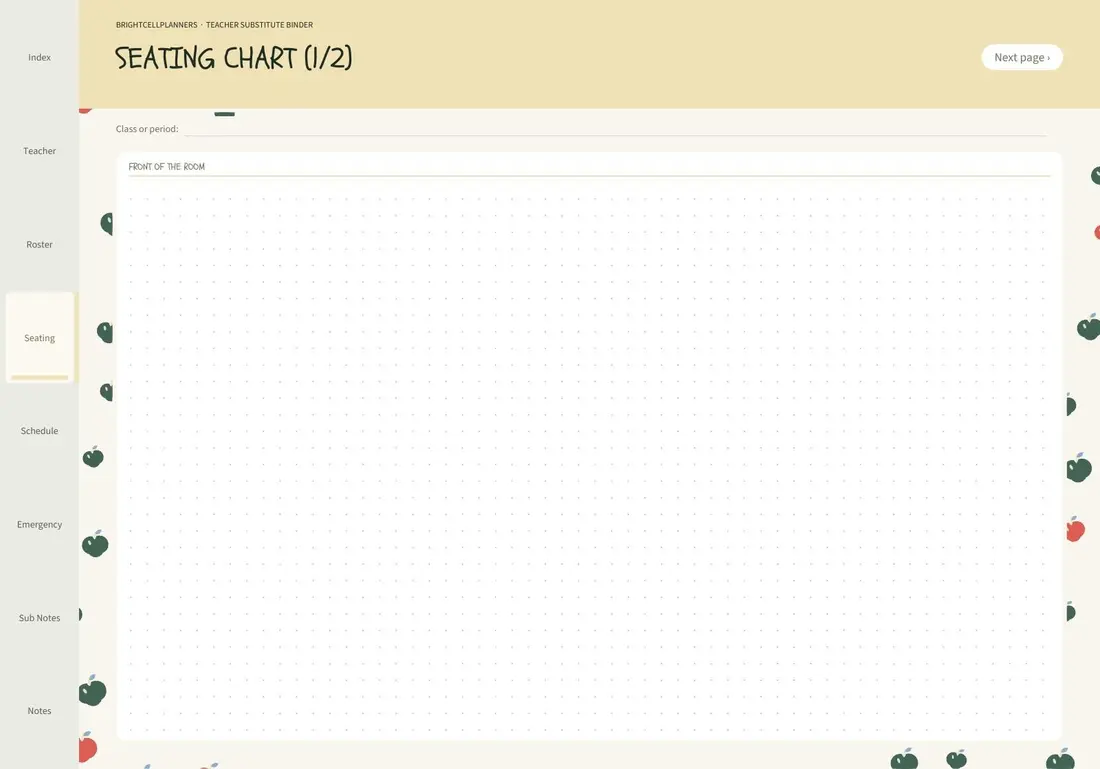 BRIGHTCELLPLANNERS · TEACHER SUBSTITUTE BINDER
SEATING CHART (1/2)
Next page ›
Index
Teacher
Roster
Seating
Schedule
Emergency
Sub Notes
Notes
Class or period:
FRONT OF THE ROOM